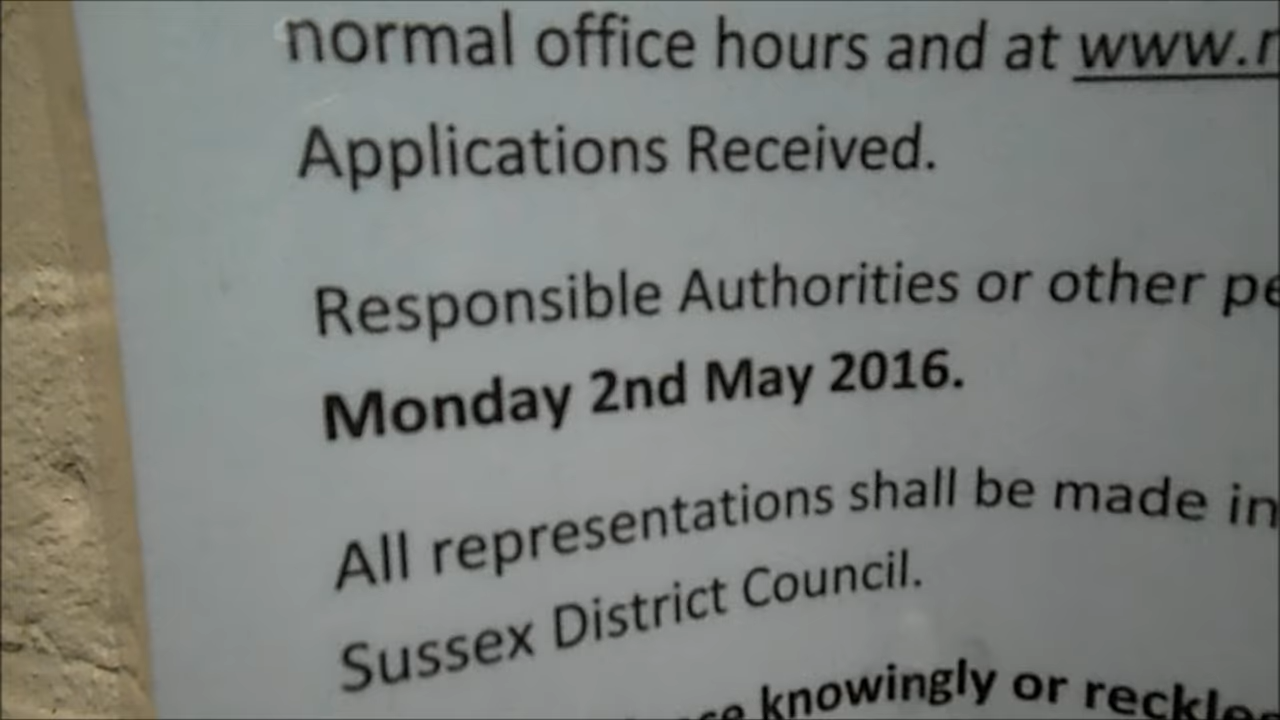 normal office hours and at www.
Applications Received.
Responsible Authorities or other
Monday 2nd May 2016.
All representations shall be made in
Sussex District Council.
knowingly or